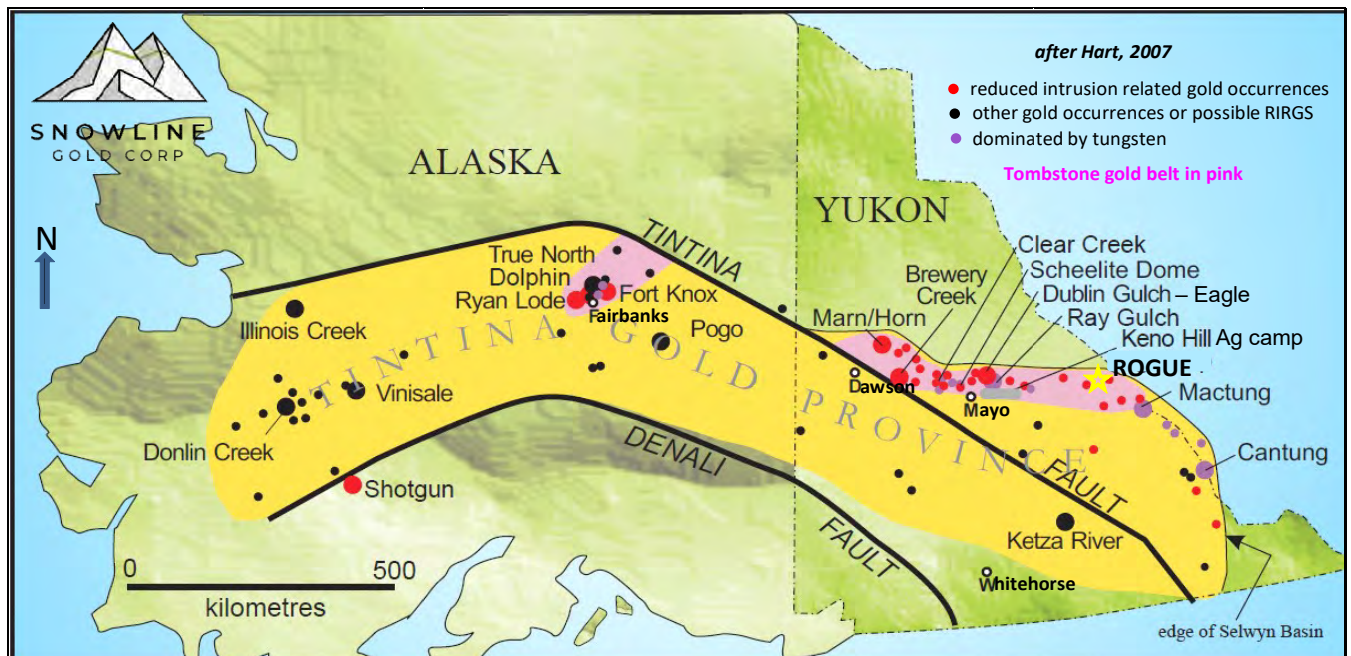 SNOWLINE
GOLD CORP
N
ALASKA
YUKON
after Hart, 2007
reduced intrusion related gold occurrences
other gold occurrences or possible RIRGS
dominated by tungsten
Tombstone gold belt in pink
TINTINA
FAULT
DENALI
FAULT
TINTINA GOLD PROVINCE
True North
Dolphin
Ryan Lode
Fort Knox
Fairbanks
Pogo
Illinois Creek
Vinisale
Donlin Creek
Shotgun
Clear Creek
Scheelite Dome
Brewery
Creek
Dublin Gulch – Eagle
Ray Gulch
Marn/Horn
Keno Hill Ag camp
ROGUE
Dawson
Mayo
Mactung
Cantung
Ketza River
Whitehorse
0 500
kilometres
edge of Selwyn Basin